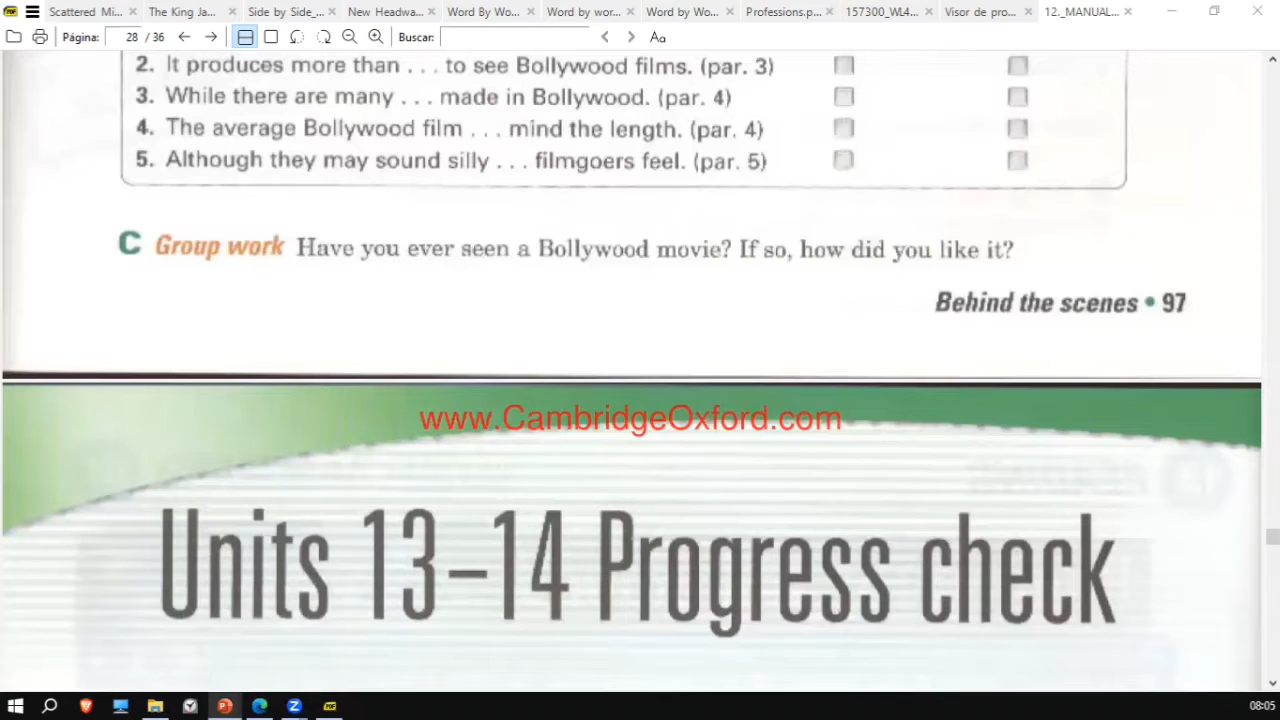 Scattered Mi...
The King Ja...
Side by Side_...
New Headwa...
Word By Wo...
Word by wor...
Word by Wo...
Professions.p...
157300_WL4...
Visor de pro...
12._MANUAL...
Página:
28 / 36
Buscar:
Aa
2. It produces more than . . . to see Bollywood films. (par. 3)
3. While there are many . . . made in Bollywood. (par. 4)
4. The average Bollywood film . . . mind the length. (par. 4)
5. Although they may sound silly . . . filmgoers feel. (par. 5)
C Group work Have you ever seen a Bollywood movie? If so, how did you like it?
Behind the scenes • 97
www.CambridgeOxford.com
Units 13–14 Progress check
08:05